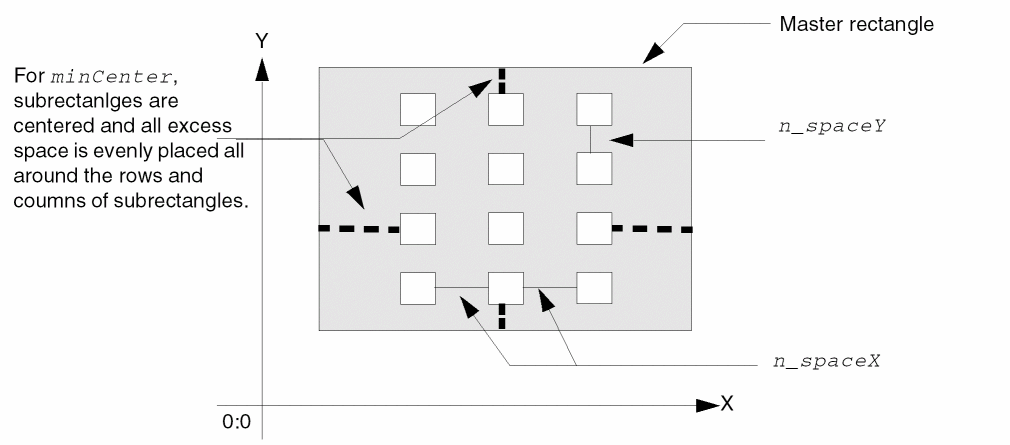 Master rectangle
Y
For minCenter,
subrectanlges are
centered and all excess
space is evenly placed all
around the rows and
coumns of subrectangles.
n_spaceY
n_spaceX
X
0:0